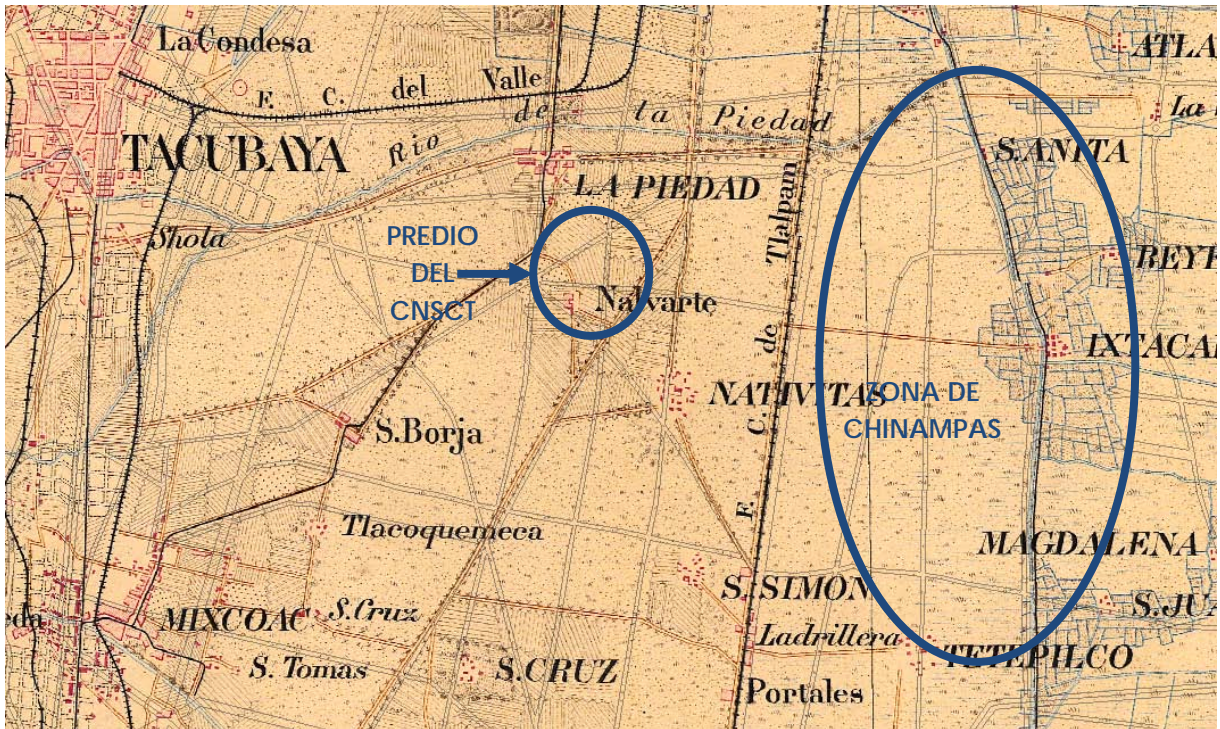 La Condesa
ATLA
F. C. del Valle
La
Rio de la Piedad
TACUBAYA
S. ANITA
LA PIEDAD
Shola
PREDIO
DEL
CNSCT
REYE
Nalvarte
F. C. de Tlalpam
IXTACAL
NATIVITAS
ZONA DE
CHINAMPAS
S. Borja
Tlacoquemeca
MAGDALENA
S. SIMON
S. JUA
MIXCOAC
S. Cruz
Ladrillera
eda
S. Tomas
S. CRUZ
TETEPILCO
Portales